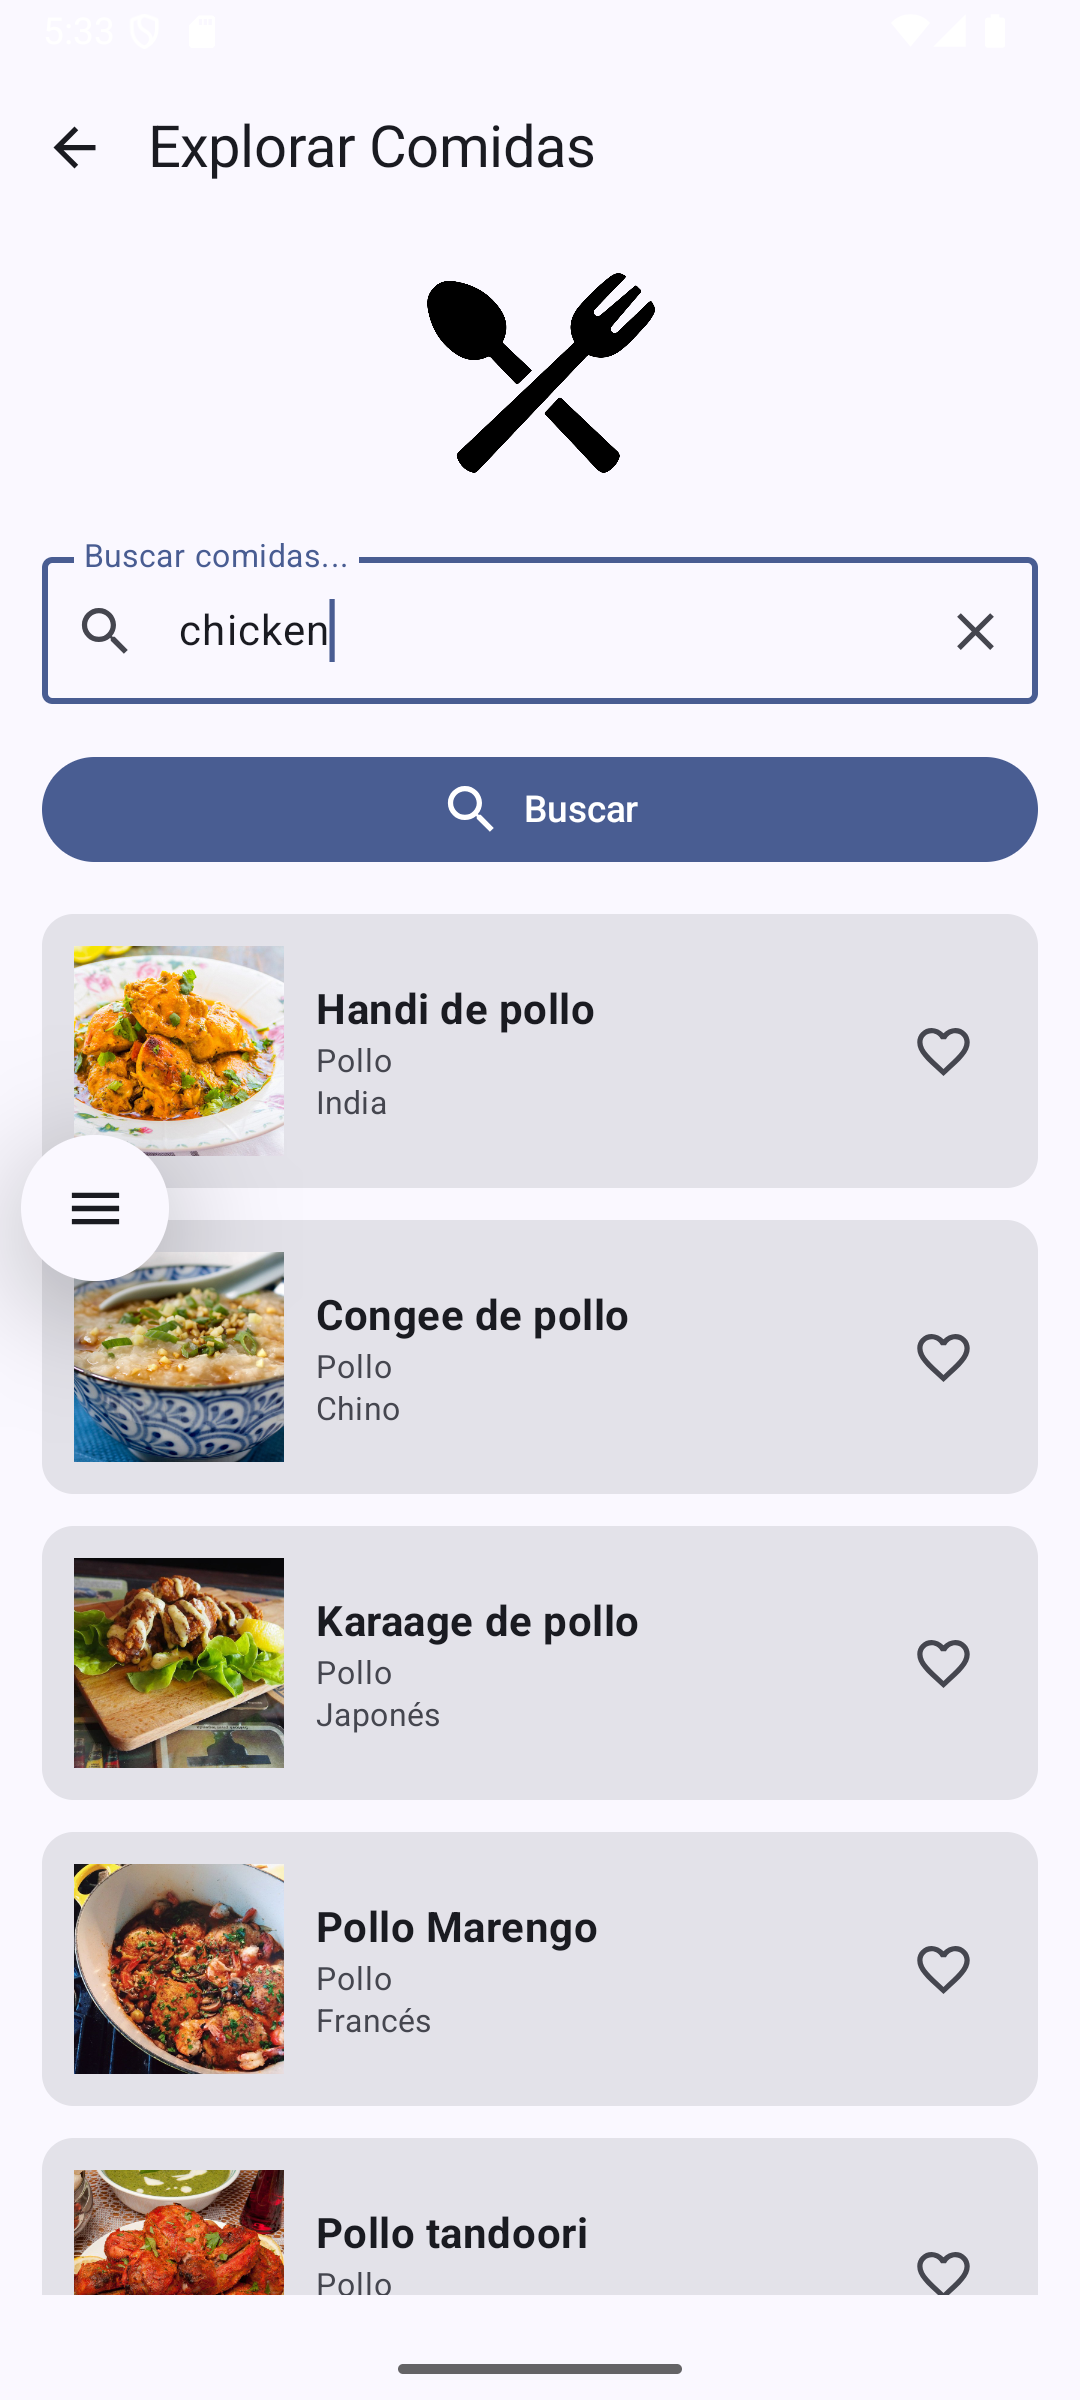 5:33
Explorar Comidas
Buscar comidas...
chicken
Buscar
Handi de pollo
Pollo
India
Congee de pollo
Pollo
Chino
Karaage de pollo
Pollo
Japonés
Pollo Marengo
Pollo
Francés
Pollo tandoori
Pollo